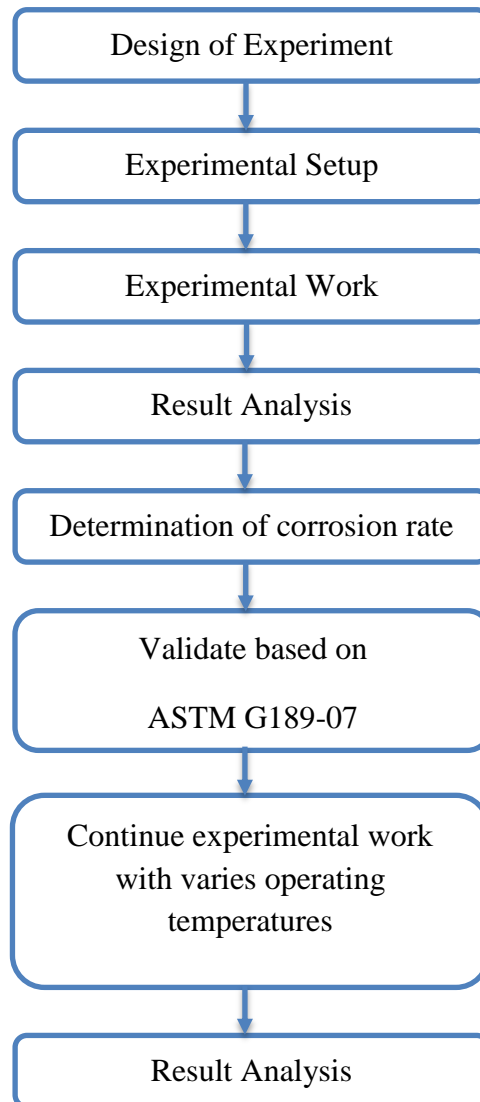 Design of Experiment
Experimental Setup
Experimental Work
Result Analysis
Determination of corrosion rate
Validate based on
ASTM G189-07
Continue experimental work
with varies operating
temperatures
Result Analysis